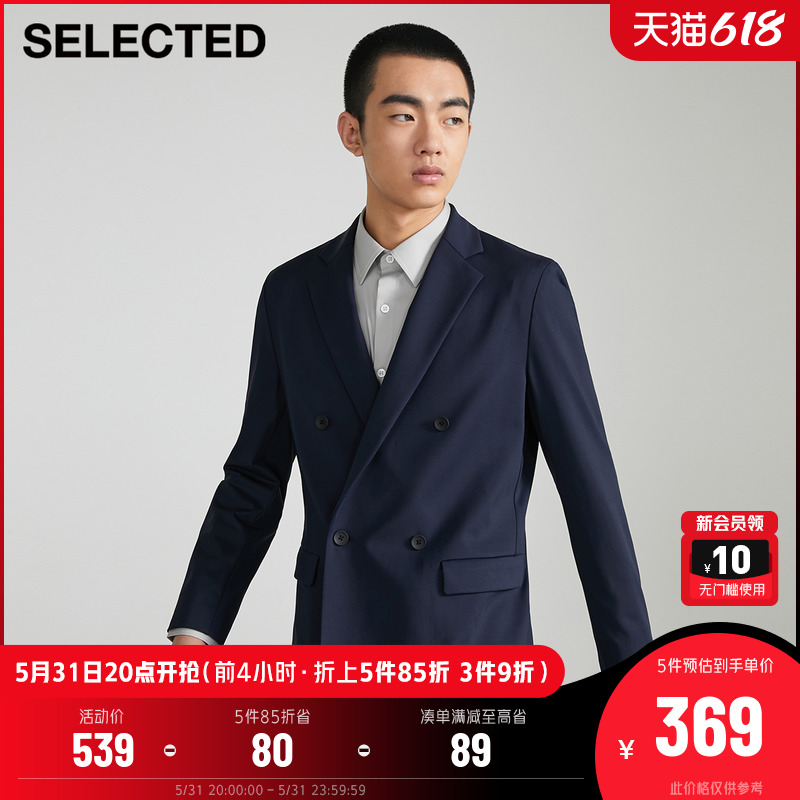 SELECTED
天猫618
新会员领
¥10
无门槛使用
5月31日20点开抢(前4小时·折上5件85折 3件9折)
5件预估到手单价
¥369
此价格仅供参考
活动价 5件85折省 凑单满减至高省
539 - 80 - 89
5/31 20:00:00 - 5/31 23:59:59